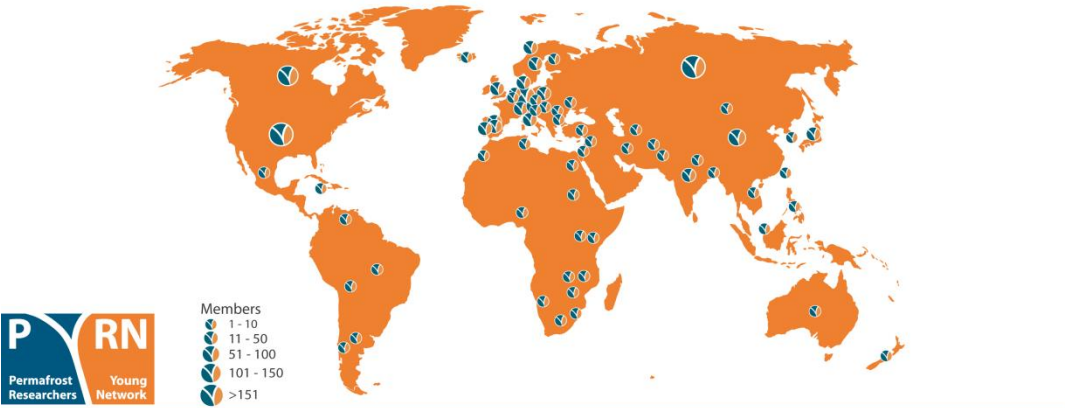 Members
1 - 10
11 - 50
51 - 100
101 - 150
>151
P RN
Permafrost Young
Researchers Network